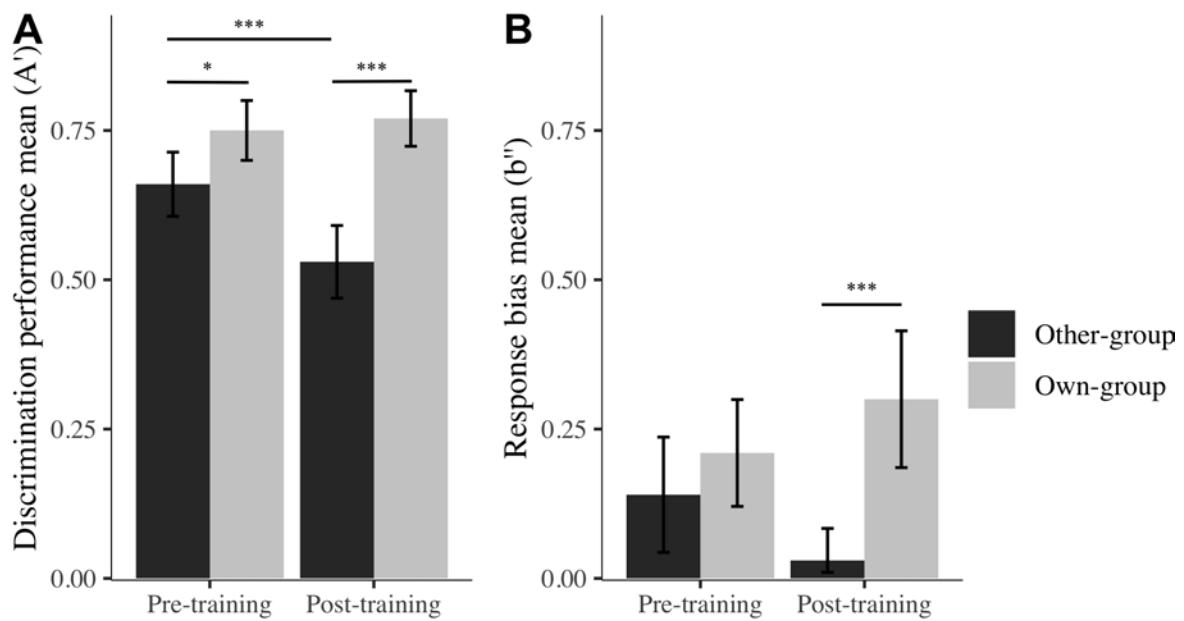 A
Discrimination performance mean (A')
0.75
0.50
0.25
0.00
***
*
***
Pre-training
Post-training
B
Response bias mean (b")
0.75
0.50
0.25
0.00
***
Pre-training
Post-training
Other-group
Own-group